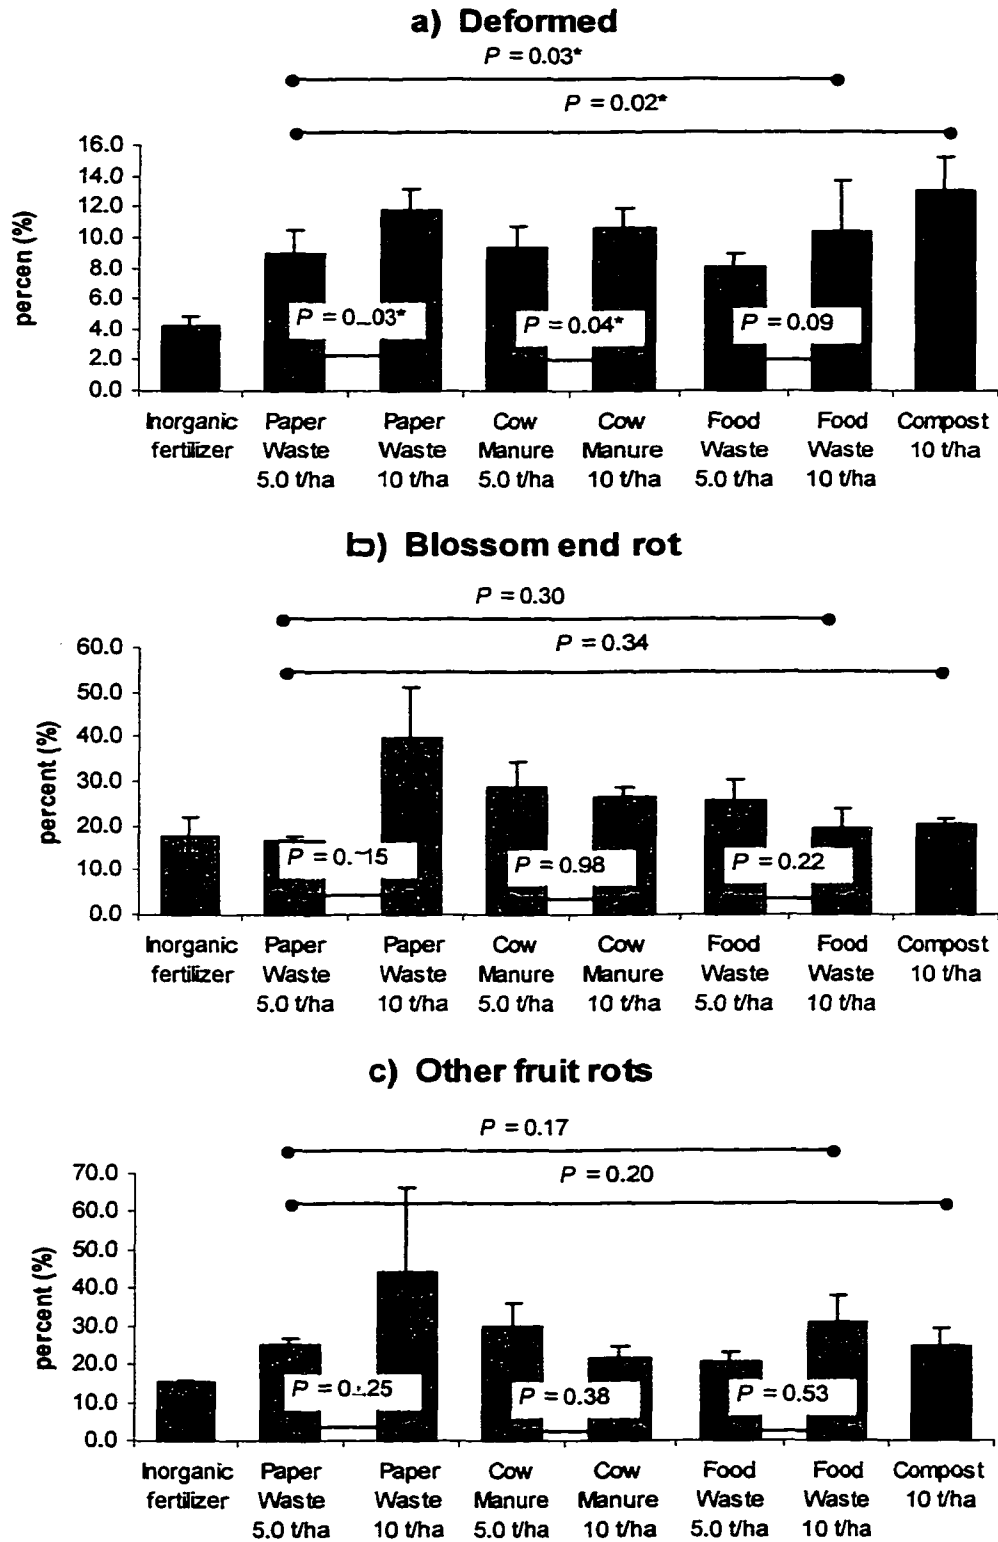 a) Deformed
P = 0.03*
P = 0.02*
percen (%)
16.0
14.0
12.0
10.0
8.0
6.0
4.0
2.0
0.0
P = 0.03*
P = 0.04*
P = 0.09
Inorganic fertilizer
Paper Waste 5.0 t/ha
Paper Waste 10 t/ha
Cow Manure 5.0 t/ha
Cow Manure 10 t/ha
Food Waste 5.0 t/ha
Food Waste 10 t/ha
Compost 10 t/ha
b) Blossom end rot
P = 0.30
P = 0.34
percent (%)
60.0
50.0
40.0
30.0
20.0
10.0
0.0
P = 0.15
P = 0.98
P = 0.22
Inorganic fertilizer
Paper Waste 5.0 t/ha
Paper Waste 10 t/ha
Cow Manure 5.0 t/ha
Cow Manure 10 t/ha
Food Waste 5.0 t/ha
Food Waste 10 t/ha
Compost 10 t/ha
c) Other fruit rots
P = 0.17
P = 0.20
percent (%)
70.0
60.0
50.0
40.0
30.0
20.0
10.0
0.0
P = 0.25
P = 0.38
P = 0.53
Inorganic fertilizer
Paper Waste 5.0 t/ha
Paper Waste 10 t/ha
Cow Manure 5.0 t/ha
Cow Manure 10 t/ha
Food Waste 5.0 t/ha
Food Waste 10 t/ha
Compost 10 t/ha